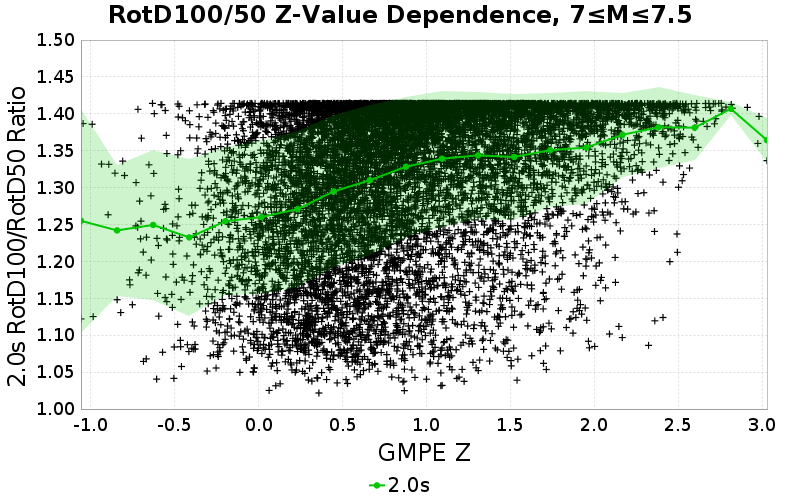 RotD100/50 Z-Value Dependence, 7≤M≤7.5
2.0s RotD100/RotD50 Ratio
1.50
1.45
1.40
1.35
1.30
1.25
1.20
1.15
1.10
1.05
1.00
-1.0 -0.5 0.0 0.5 1.0 1.5 2.0 2.5 3.0
GMPE Z
2.0s